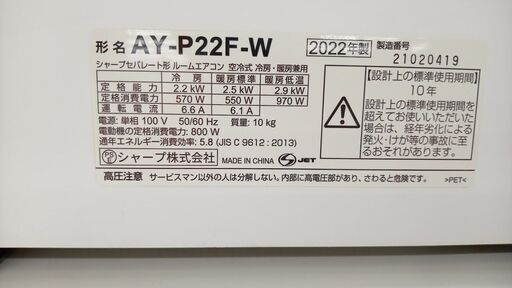 形名 AY-P22F-W 2022年製 製造番号
21020419
シャープセパレート形 ルームエアコン 空冷式 冷房・暖房兼用
冷房 暖房標準 暖房低温
定格能力 2.2 kW 2.5 kW 2.9 kW
定格消費電力 570 W 550 W 970 W
運転電流 6.6 A 6.1 A
電源: 単相 100 V 50/60 Hz 質量: 10 kg
電動機の定格消費電力: 800 W
通年エネルギー消費効率: 5.8 (JIS C 9612 : 2013)
シャープ株式会社 MADE IN CHINA JET
【設計上の標準使用期間】
10年
設計上の標準使用期間を
超えてお使いいただいた
場合は、経年劣化による
発火・けが等の事故に至
るおそれがあります。
高圧注意 サービスマン以外の人は分解しない。内部に高電圧部があり、さわると危険です。 >PET<